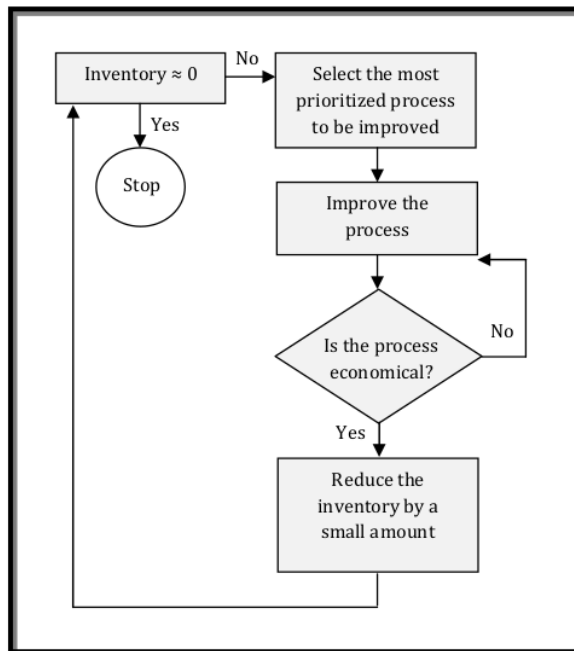 Inventory ≈ 0
No
Select the most
prioritized process
to be improved
Yes
Stop
Improve the
process
Is the process
economical?
No
Yes
Reduce the
inventory by a
small amount